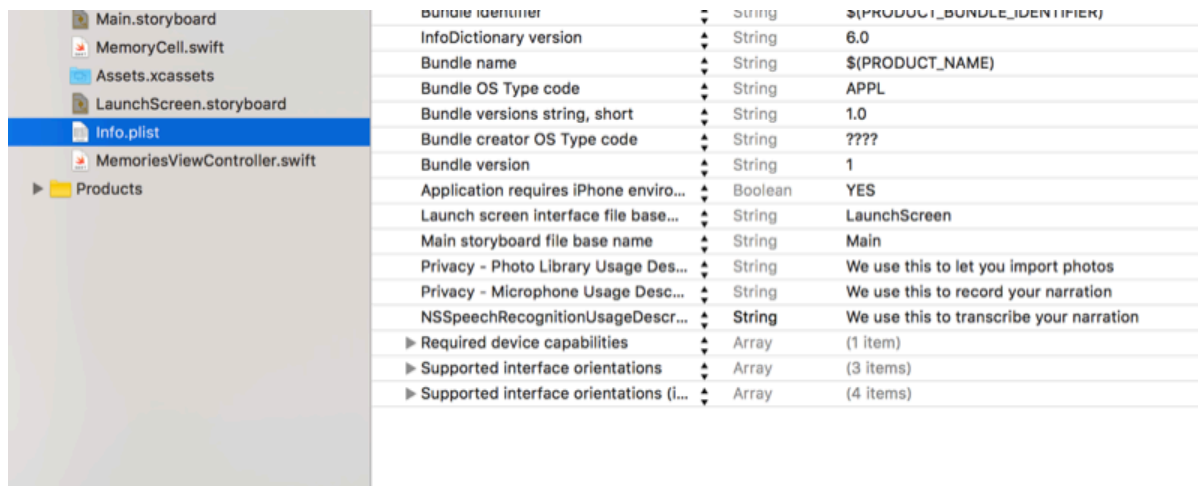 Main.storyboard
MemoryCell.swift
Assets.xcassets
LaunchScreen.storyboard
Info.plist
MemoriesViewController.swift
Products
Bundle identifier String $(PRODUCT_BUNDLE_IDENTIFIER)
InfoDictionary version String 6.0
Bundle name String $(PRODUCT_NAME)
Bundle OS Type code String APPL
Bundle versions string, short String 1.0
Bundle creator OS Type code String ????
Bundle version String 1
Application requires iPhone enviro... Boolean YES
Launch screen interface file base... String LaunchScreen
Main storyboard file base name String Main
Privacy - Photo Library Usage Des... String We use this to let you import photos
Privacy - Microphone Usage Desc... String We use this to record your narration
NSSpeechRecognitionUsageDescr... String We use this to transcribe your narration
Required device capabilities Array (1 item)
Supported interface orientations Array (3 items)
Supported interface orientations (i... Array (4 items)